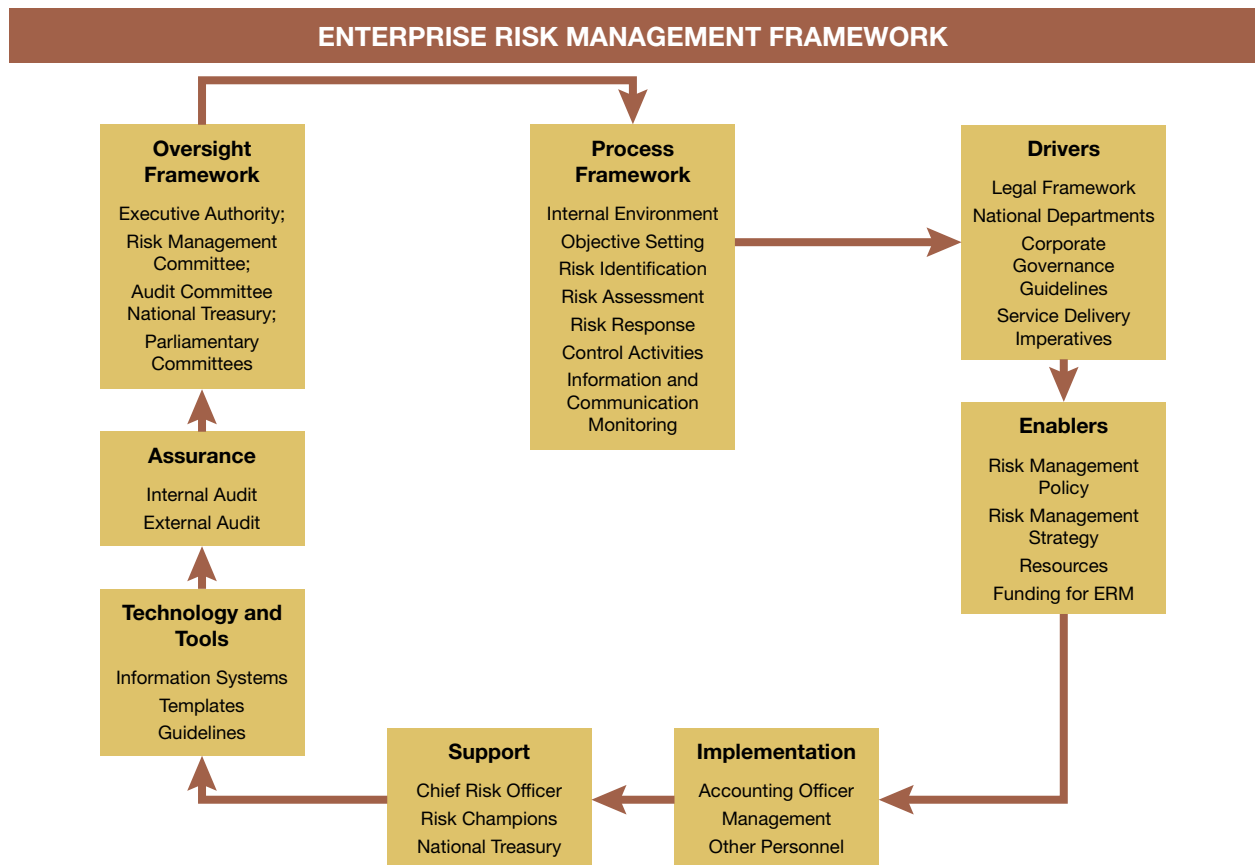 ENTERPRISE RISK MANAGEMENT FRAMEWORK
Oversight
Framework
Executive Authority;
Risk Management
Committee;
Audit Committee
National Treasury;
Parliamentary
Committees
Process
Framework
Internal Environment
Objective Setting
Risk Identification
Risk Assessment
Risk Response
Control Activities
Information and
Communication
Monitoring
Drivers
Legal Framework
National Departments
Corporate
Governance
Guidelines
Service Delivery
Imperatives
Enablers
Risk Management
Policy
Risk Management
Strategy
Resources
Funding for ERM
Implementation
Accounting Officer
Management
Other Personnel
Support
Chief Risk Officer
Risk Champions
National Treasury
Technology and
Tools
Information Systems
Templates
Guidelines
Assurance
Internal Audit
External Audit